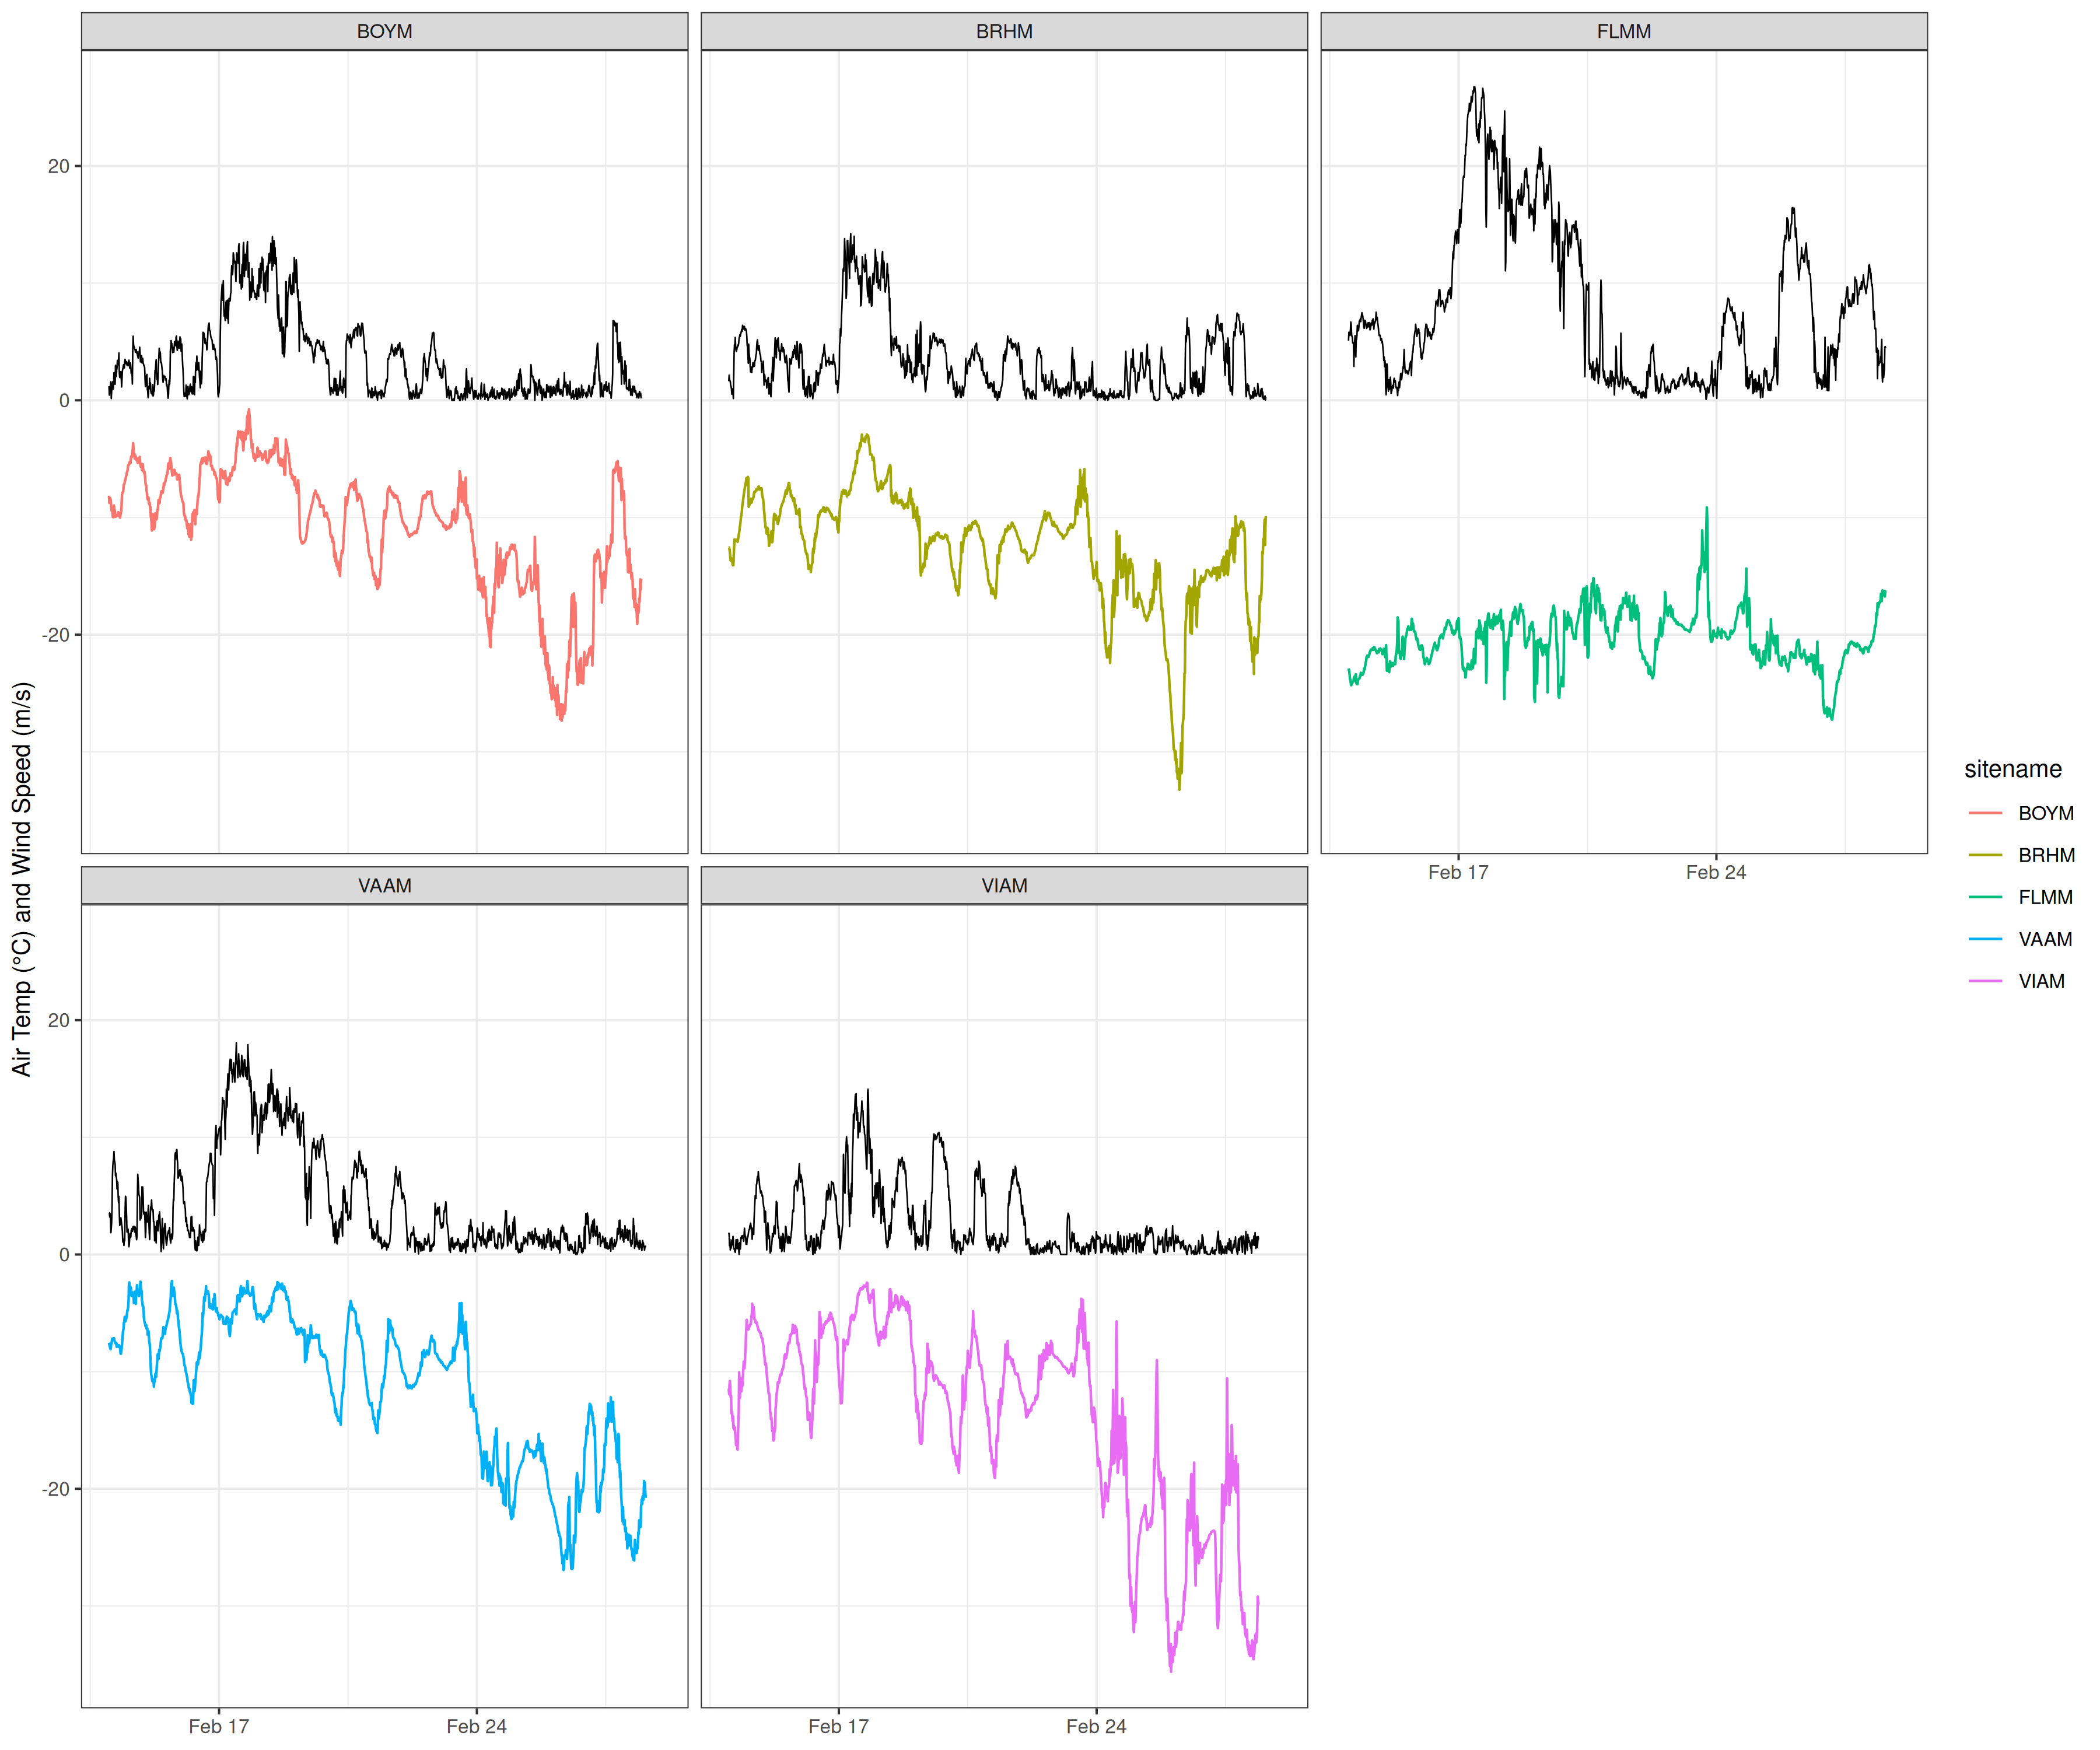 BOYM
BRHM
FLMM
20
0
-20
Feb 17
Feb 24
VAAM
VIAM
20
0
-20
Feb 17
Feb 24
Feb 17
Feb 24
Air Temp (°C) and Wind Speed (m/s)
sitename
BOYM
BRHM
FLMM
VAAM
VIAM